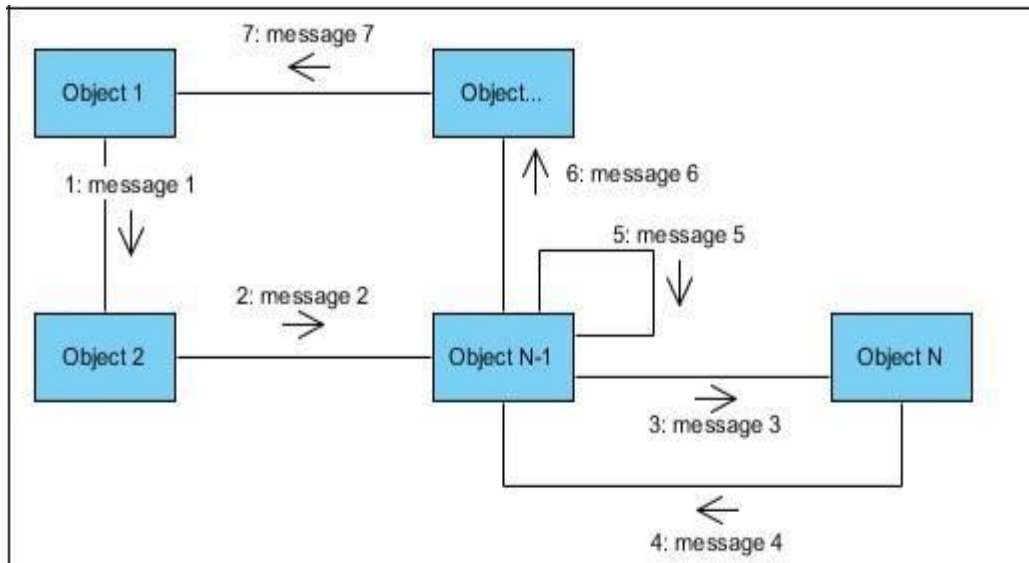 7: message 7
Object 1
Object...
1: message 1
6: message 6
5: message 5
2: message 2
Object 2
Object N-1
Object N
3: message 3
4: message 4